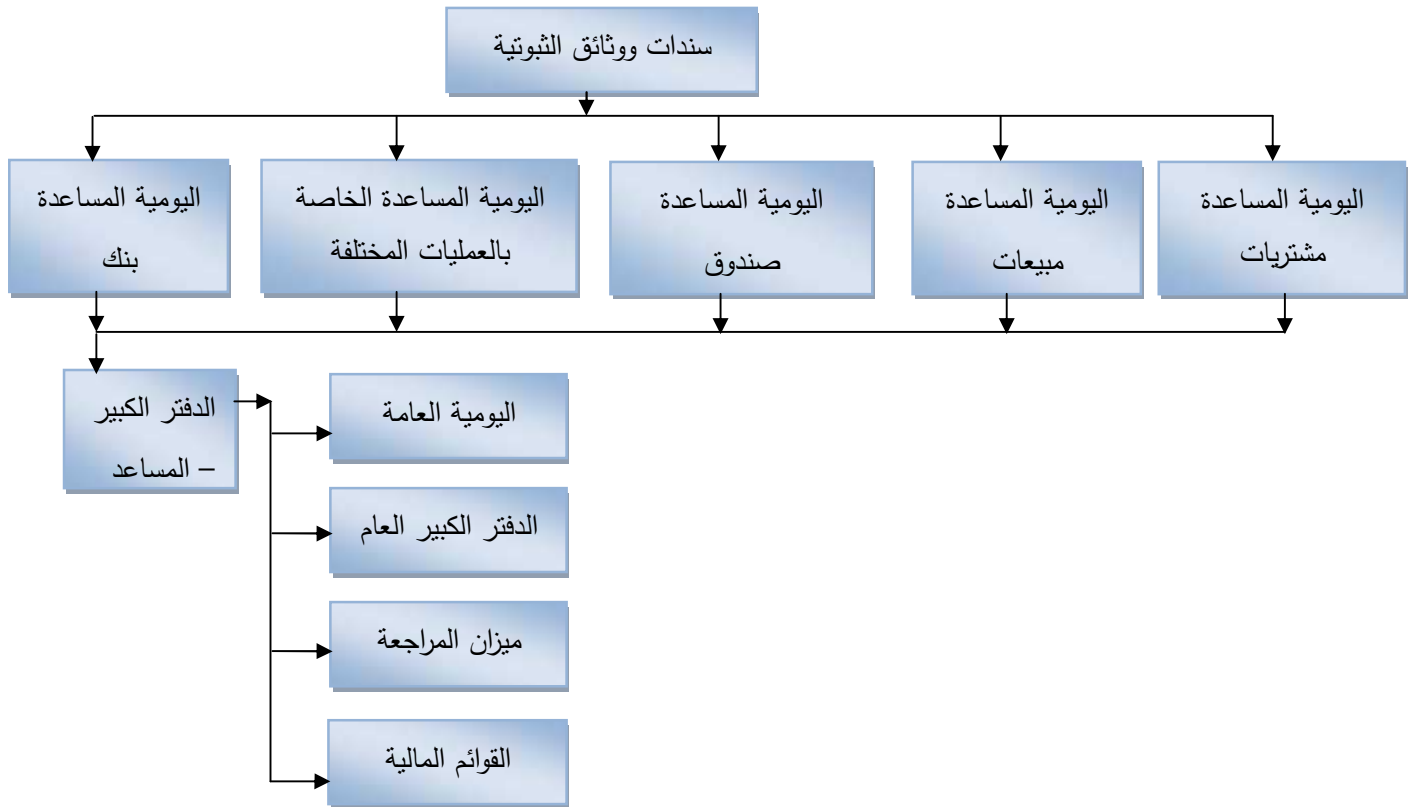 سندات ووثائق الثبوتية
اليومية المساعدة
مشتريات
اليومية المساعدة
مبيعات
اليومية المساعدة
صندوق
اليومية المساعدة الخاصة
بالعمليات المختلفة
اليومية المساعدة
بنك
الدفتر الكبير
– المساعد
اليومية العامة
الدفتر الكبير العام
ميزان المراجعة
القوائم المالية